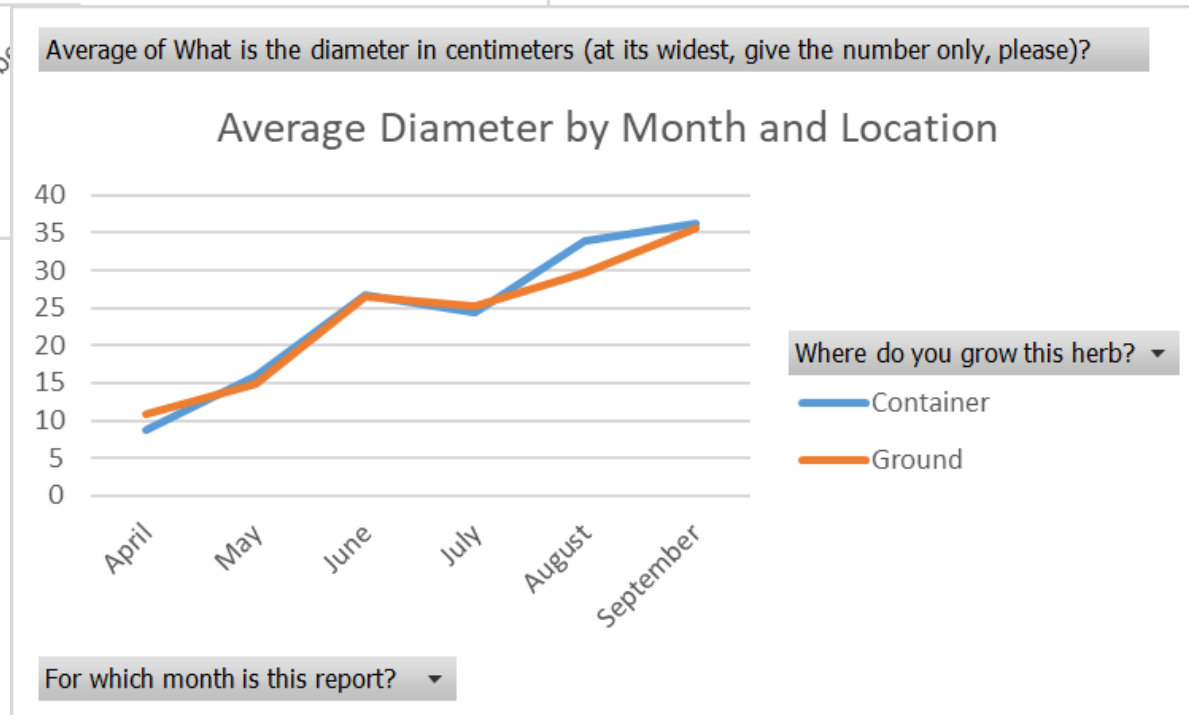 Average of What is the diameter in centimeters (at its widest, give the number only, please)?
Average Diameter by Month and Location
40
35
30
25
20
15
10
5
0
April
May
June
July
August
September
Where do you grow this herb?
Container
Ground
For which month is this report?